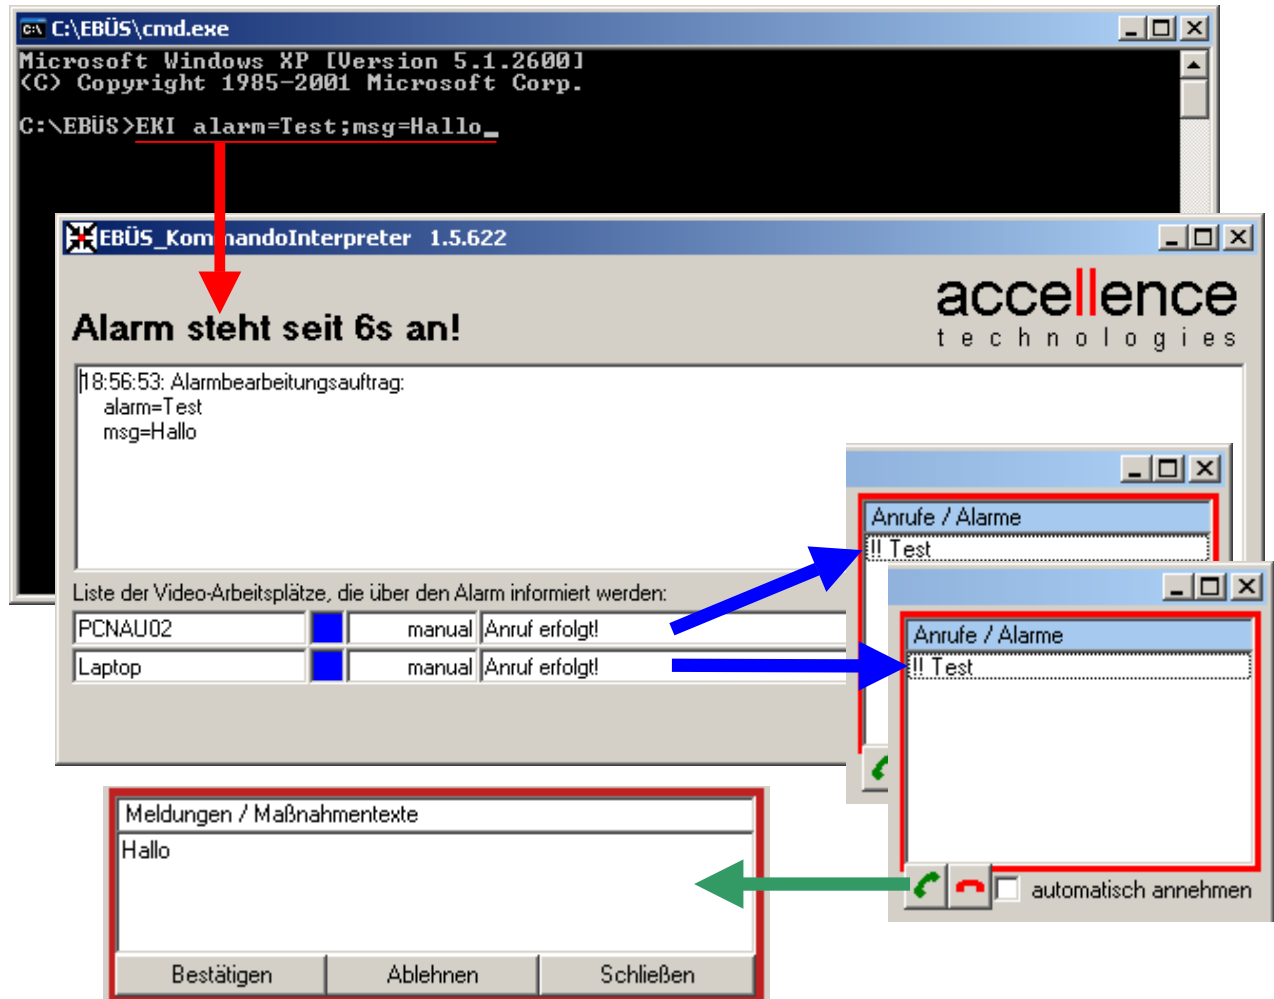 C:\EBÜS\cmd.exe
Microsoft Windows XP [Version 5.1.2600]
(C) Copyright 1985-2001 Microsoft Corp.
C:\EBÜS>EKI alarm=Test;msg=Hallo_
EBÜS_KommandoInterpreter 1.5.622
accellence
technologies
Alarm steht seit 6s an!
18:56:53: Alarmbearbeitungsauftrag:
alarm=Test
msg=Hallo
Liste der Video-Arbeitsplätze, die über den Alarm informiert werden:
PCNAU02 manual Anruf erfolgt!
Laptop manual Anruf erfolgt!
Anrufe / Alarme
!! Test
Anrufe / Alarme
!! Test
automatisch annehmen
Meldungen / Maßnahmentexte
Hallo
Bestätigen Ablehnen Schließen